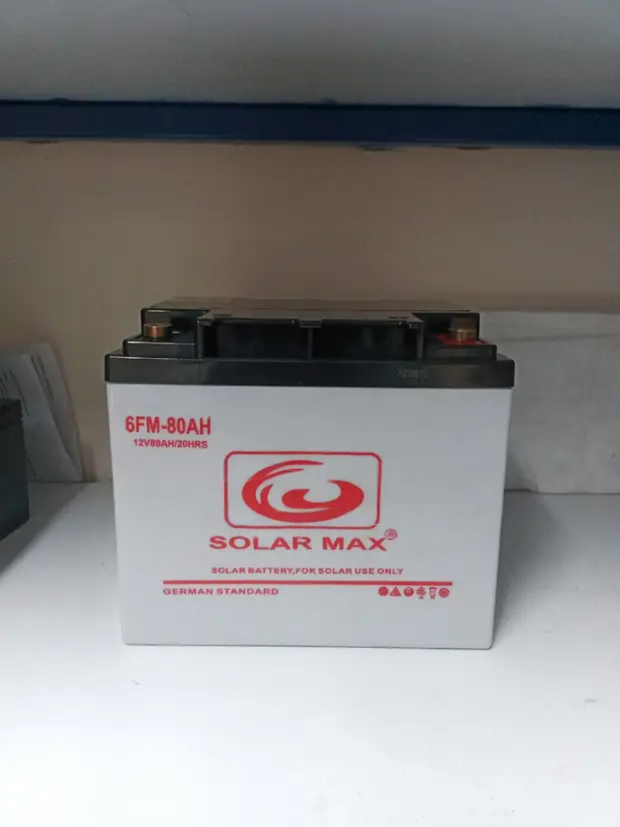 6FM-80AH
12V80AH/20HRS
SOLAR MAX®
SOLAR BATTERY,FOR SOLAR USE ONLY
GERMAN STANDARD